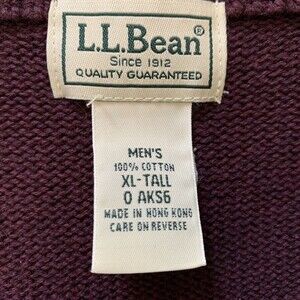 L.L.Bean®
Since 1912
QUALITY GUARANTEED
MEN'S
100% COTTON
XL-TALL
0 AKS6
MADE IN HONG KONG
CARE ON REVERSE